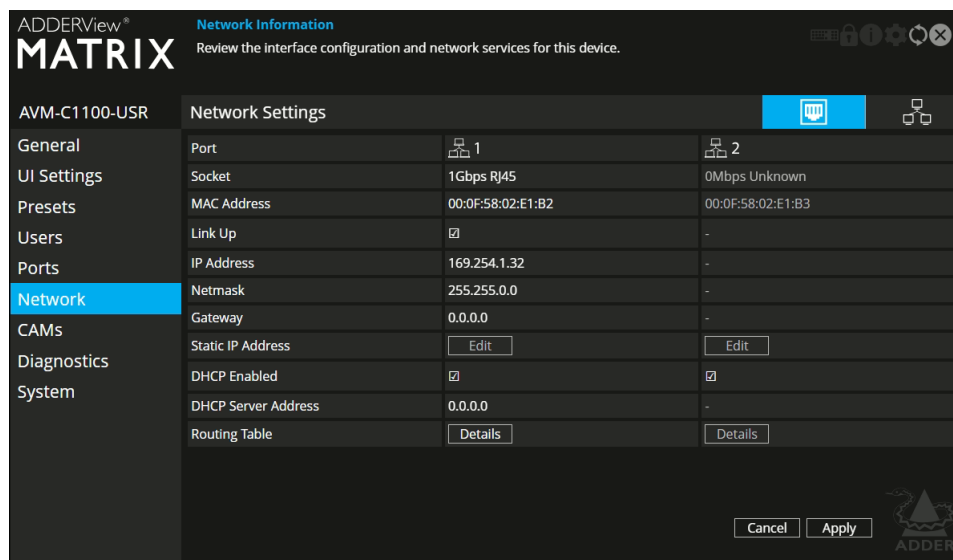 ADDERView®
MATRIX
Network Information
Review the interface configuration and network services for this device.
AVM-C1100-USR
Network Settings
General
UI Settings
Presets
Users
Ports
Network
CAMs
Diagnostics
System
Port 1 2
Socket 1Gbps RJ45 0Mbps Unknown
MAC Address 00:0F:58:02:E1:B2 00:0F:58:02:E1:B3
Link Up ☑ -
IP Address 169.254.1.32 -
Netmask 255.255.0.0 -
Gateway 0.0.0.0 -
Static IP Address Edit Edit
DHCP Enabled ☑ ☑
DHCP Server Address 0.0.0.0 -
Routing Table Details Details
Cancel Apply
ADDER